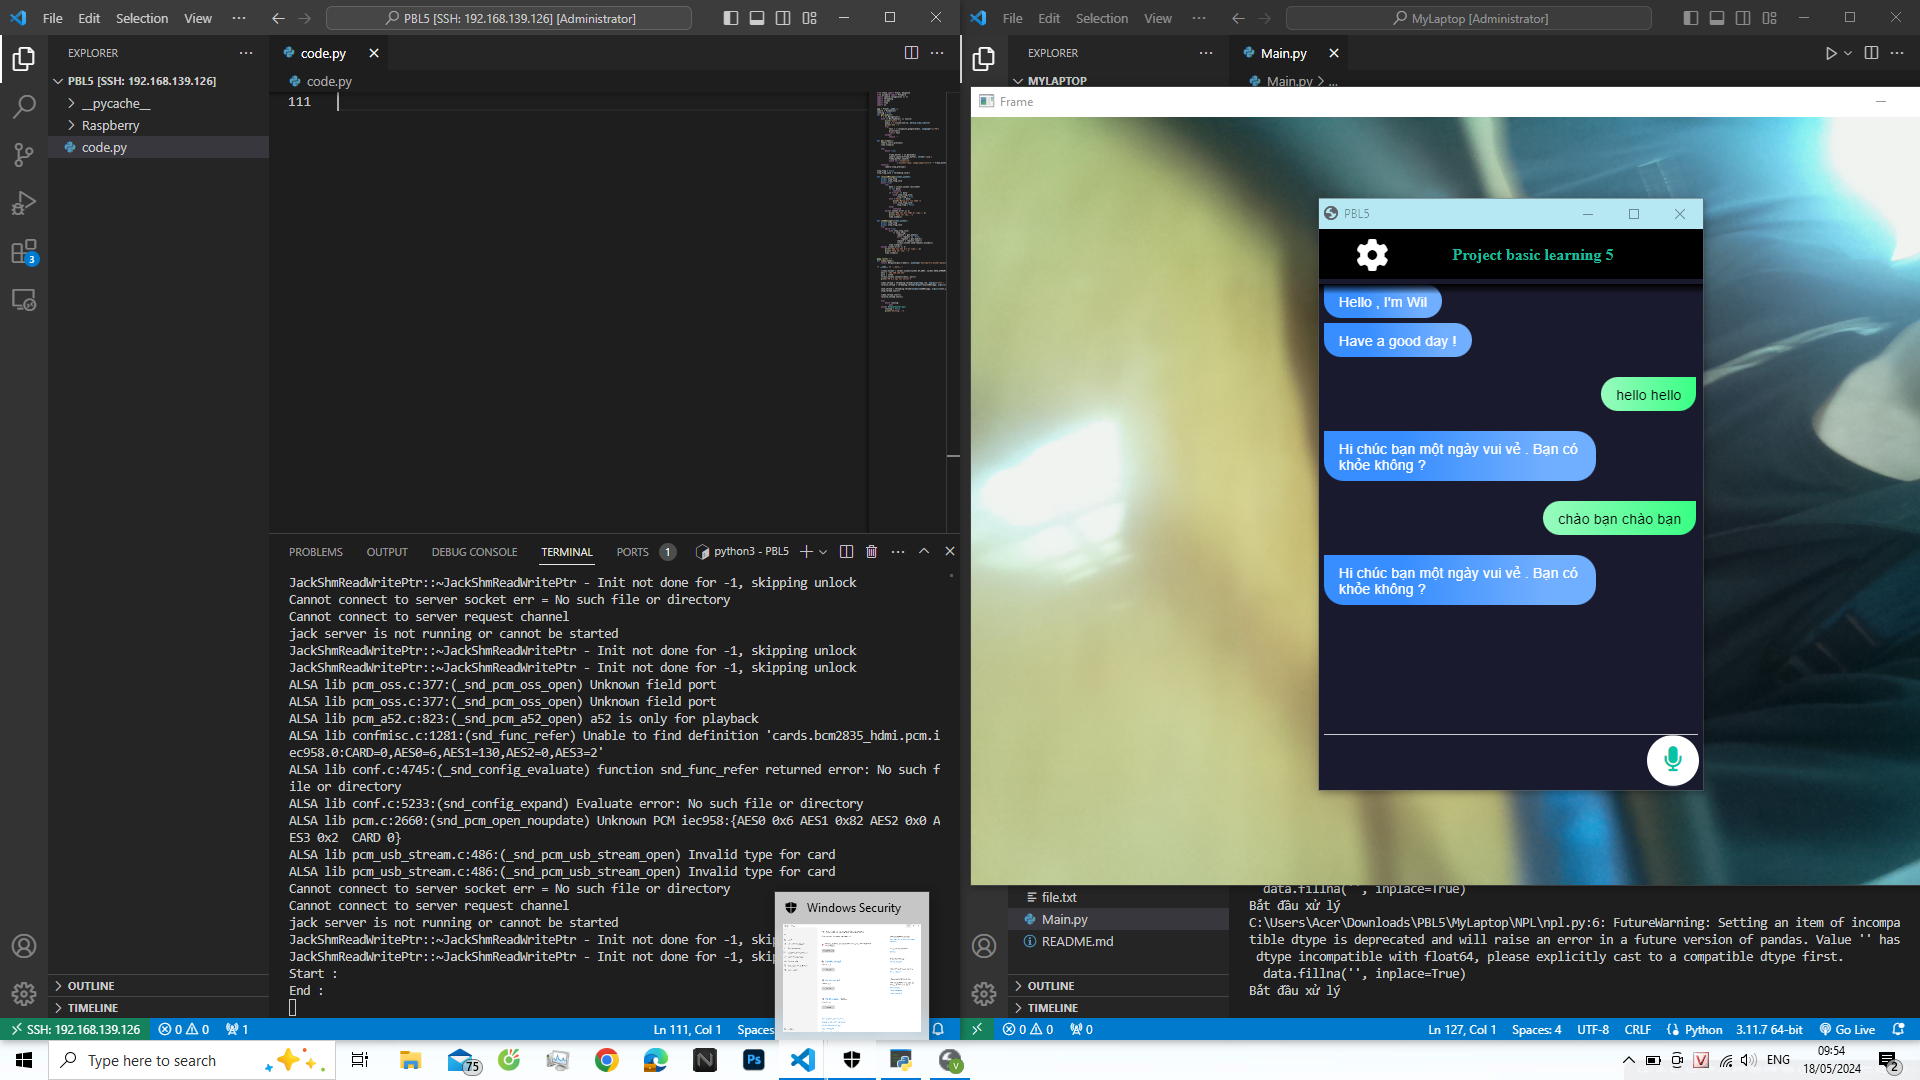 File Edit Selection View ··· PBL5 [SSH: 192.168.139.126] [Administrator]
EXPLORER
PBL5 [SSH: 192.168.139.126]
__pycache__
Raspberry
code.py
3
OUTLINE
TIMELINE
code.py
code.py
111
PROBLEMS OUTPUT DEBUG CONSOLE TERMINAL PORTS 1 python3 - PBL5
JackShmReadWritePtr::~JackShmReadWritePtr - Init not done for -1, skipping unlock
Cannot connect to server socket err = No such file or directory
Cannot connect to server request channel
jack server is not running or cannot be started
JackShmReadWritePtr::~JackShmReadWritePtr - Init not done for -1, skipping unlock
JackShmReadWritePtr::~JackShmReadWritePtr - Init not done for -1, skipping unlock
ALSA lib pcm_oss.c:377:(_snd_pcm_oss_open) Unknown field port
ALSA lib pcm_oss.c:377:(_snd_pcm_oss_open) Unknown field port
ALSA lib pcm_a52.c:823:(_snd_pcm_a52_open) a52 is only for playback
ALSA lib confmisc.c:1281:(snd_func_refer) Unable to find definition 'cards.bcm2835_hdmi.pcm.i
ec958.0:CARD=0,AES0=6,AES1=130,AES2=0,AES3=2'
ALSA lib conf.c:4745:(_snd_config_evaluate) function snd_func_refer returned error: No such f
ile or directory
ALSA lib conf.c:5233:(snd_config_expand) Evaluate error: No such file or directory
ALSA lib pcm.c:2660:(snd_pcm_open_noupdate) Unknown PCM iec958:{AES0 0x6 AES1 0x82 AES2 0x0 A
ES3 0x2  CARD 0}
ALSA lib pcm_usb_stream.c:486:(_snd_pcm_usb_stream_open) Invalid type for card
ALSA lib pcm_usb_stream.c:486:(_snd_pcm_usb_stream_open) Invalid type for card
Cannot connect to server socket err = No such file or directory
Cannot connect to server request channel
jack server is not running or cannot be started
JackShmReadWritePtr::~JackShmReadWritePtr - Init not done for -1, ski
JackShmReadWritePtr::~JackShmReadWritePtr - Init not done for -1, ski
Start :
End :
Windows Security
SSH: 192.168.139.126 0 0 1 Ln 111, Col 1 Spaces
File Edit Selection View ··· MyLaptop [Administrator]
EXPLORER
MYLAPTOP
Main.py
Main.py > ...
Frame
PBL5
Project basic learning 5
Hello , I'm Wil
Have a good day !
hello hello
Hi chúc bạn một ngày vui vẻ . Bạn có
khỏe không ?
chào bạn chào bạn
Hi chúc bạn một ngày vui vẻ . Bạn có
khỏe không ?
file.txt
Main.py
README.md
OUTLINE
TIMELINE
data.fillna('', inplace=True)
Bắt đầu xử lý
C:\Users\Acer\Downloads\PBL5\MyLaptop\NPL\npl.py:6: FutureWarning: Setting an item of incompa
tible dtype is deprecated and will raise an error in a future version of pandas. Value '' has
dtype incompatible with float64, please explicitly cast to a compatible dtype first.
data.fillna('', inplace=True)
Bắt đầu xử lý
0 0 0 Ln 127, Col 1 Spaces: 4 UTF-8 CRLF Python 3.11.7 64-bit Go Live
Type here to search
75
Ps
ENG
09:54
18/05/2024
2